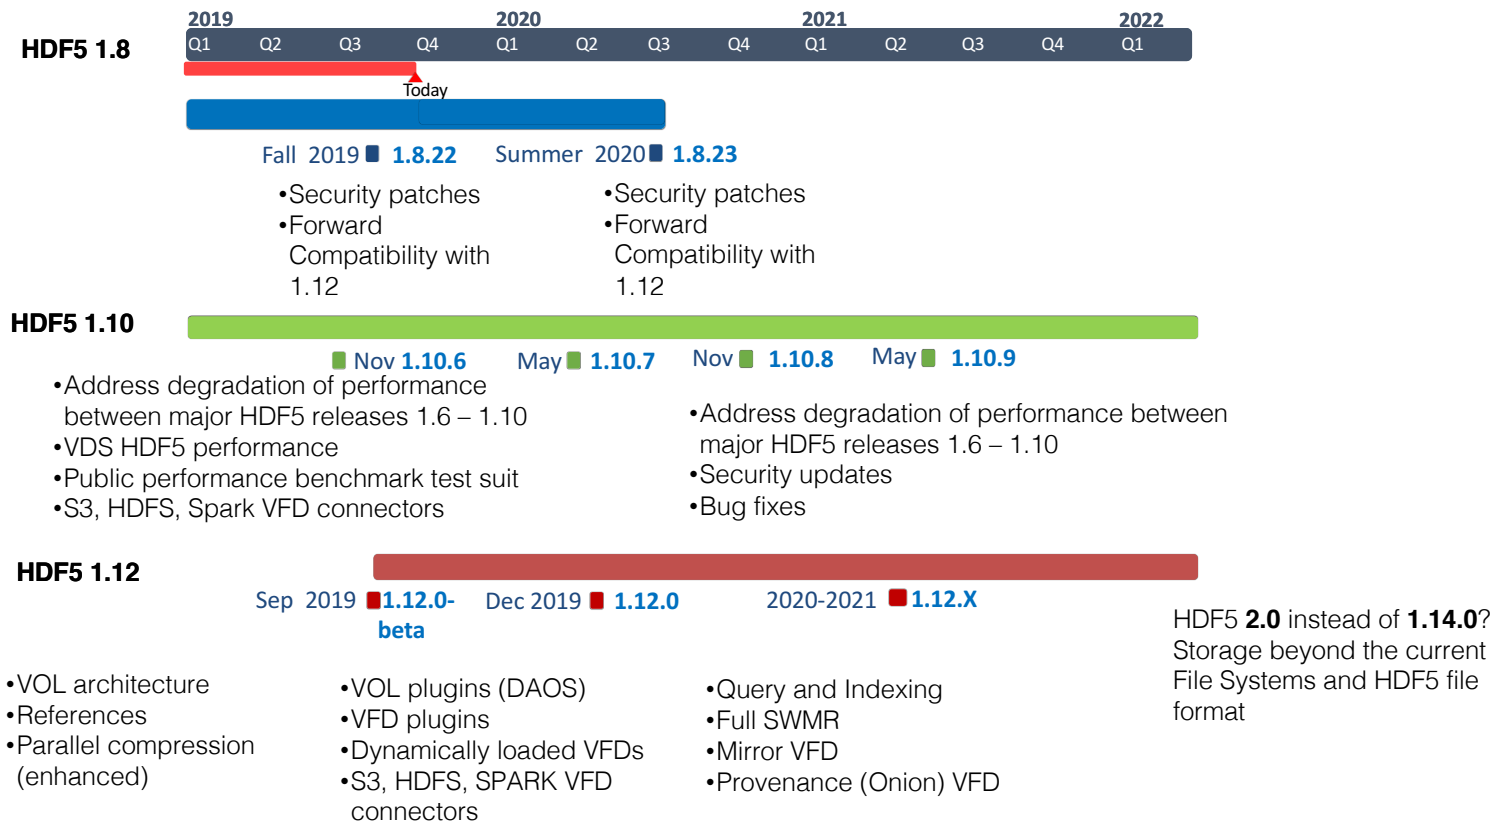 2019 2020 2021 2022
HDF5 1.8
Q1 Q2 Q3 Q4 Q1 Q2 Q3 Q4 Q1 Q2 Q3 Q4 Q1
Today
Fall 2019 1.8.22 Summer 2020 1.8.23
•Security patches
•Forward
Compatibility with
1.12
•Security patches
•Forward
Compatibility with
1.12
HDF5 1.10
Nov 1.10.6 May 1.10.7 Nov 1.10.8 May 1.10.9
•Address degradation of performance
between major HDF5 releases 1.6 – 1.10
•VDS HDF5 performance
•Public performance benchmark test suit
•S3, HDFS, Spark VFD connectors
•Address degradation of performance between
major HDF5 releases 1.6 – 1.10
•Security updates
•Bug fixes
HDF5 1.12
Sep 2019 1.12.0-
beta
Dec 2019 1.12.0
2020-2021 1.12.X
•VOL architecture
•References
•Parallel compression
(enhanced)
•VOL plugins (DAOS)
•VFD plugins
•Dynamically loaded VFDs
•S3, HDFS, SPARK VFD
connectors
•Query and Indexing
•Full SWMR
•Mirror VFD
•Provenance (Onion) VFD
HDF5 2.0 instead of 1.14.0?
Storage beyond the current
File Systems and HDF5 file
format